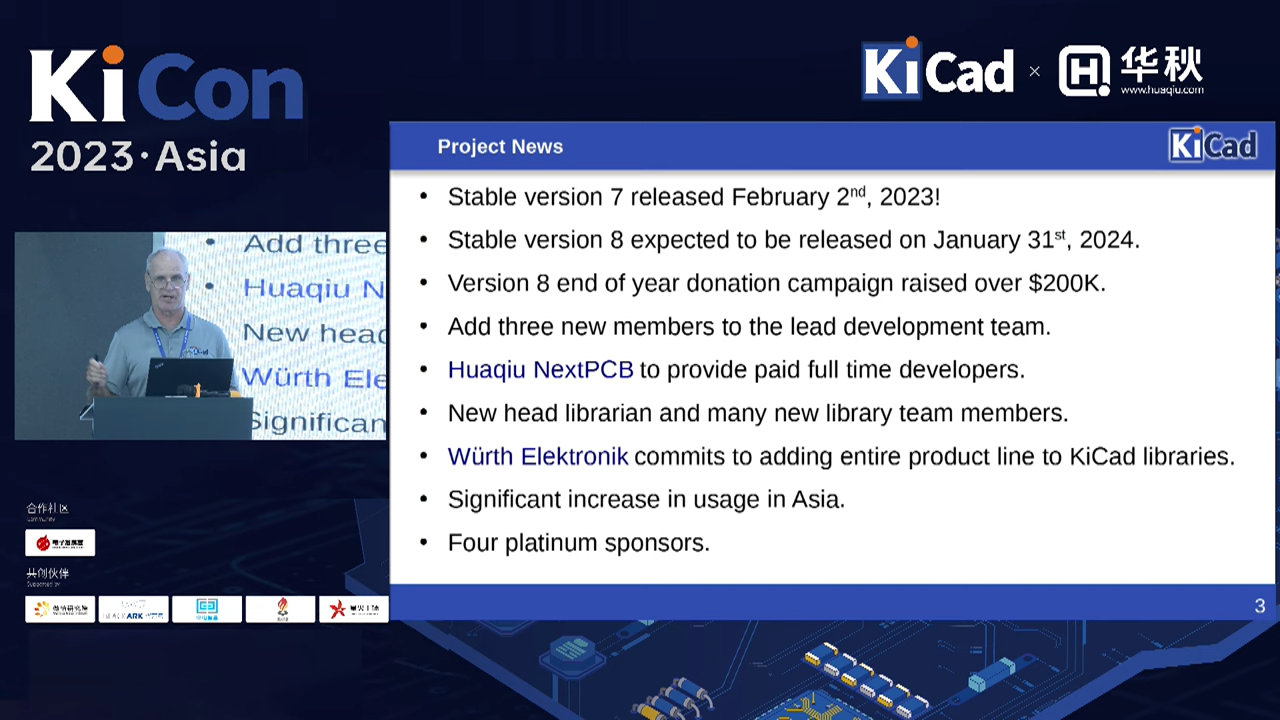 KiCon
2023·Asia
KiCad × 华秋
www.huaqiu.com
Project News
KiCad
• Stable version 7 released February 2nd, 2023!
• Stable version 8 expected to be released on January 31st, 2024.
• Version 8 end of year donation campaign raised over $200K.
• Add three new members to the lead development team.
• Huaqiu NextPCB to provide paid full time developers.
• New head librarian and many new library team members.
• Würth Elektronik commits to adding entire product line to KiCad libraries.
• Significant increase in usage in Asia.
• Four platinum sponsors.
3
• Add three
• Huaqiu N
New head
Würth Ele
Significan
合作社区
Community
共创伙伴
Supported by